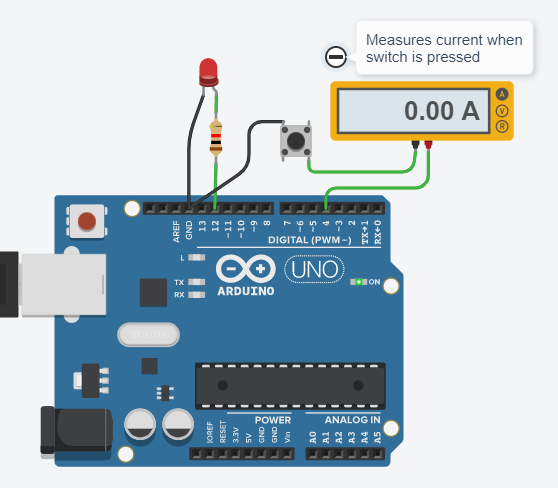 Measures current when
switch is pressed
0.00 A
A
V
R
AREF
GND
13
12
~11
~10
~9
8
7
~6
~5
4
~3
2
TX→1
RX←0
DIGITAL (PWM~)
L
TX
RX
UNO
ARDUINO
ON
POWER
ANALOG IN
IOREF
RESET
3.3V
5V
GND
GND
Vin
A0
A1
A2
A3
A4
A5